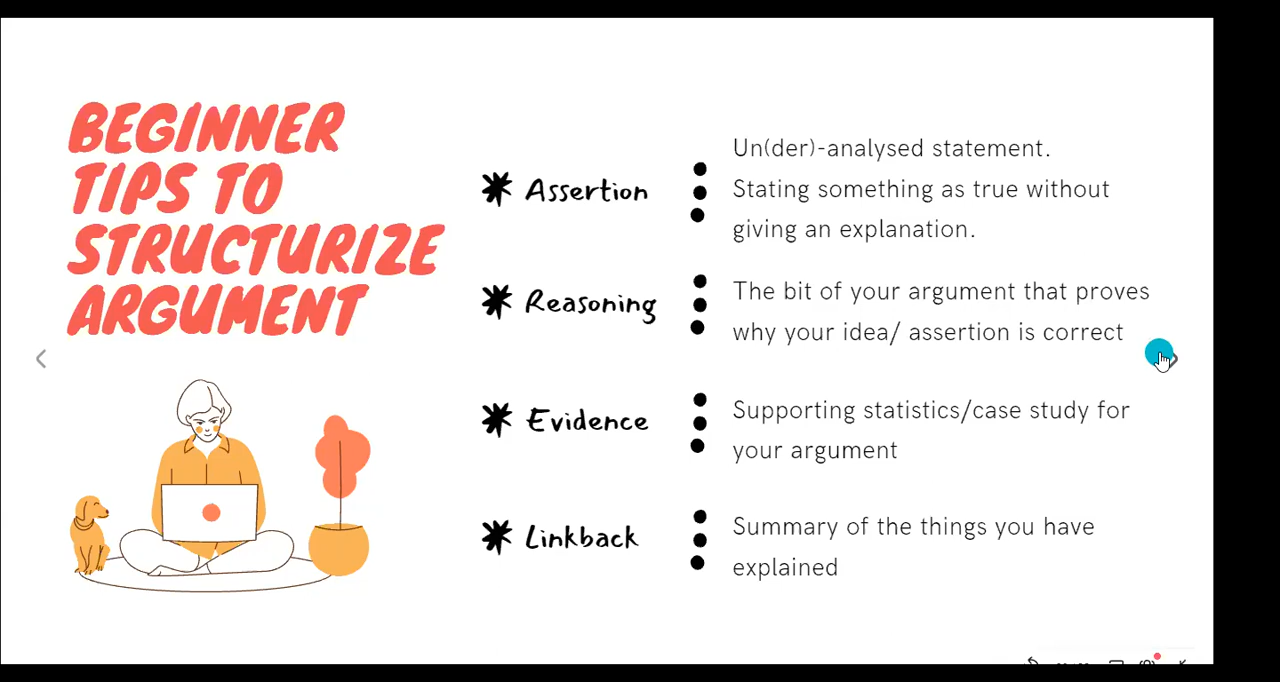 BEGINNER
TIPS TO
STRUCTURIZE
ARGUMENT
Assertion
Un(der)-analysed statement.
Stating something as true without
giving an explanation.
Reasoning
The bit of your argument that proves
why your idea/ assertion is correct
Evidence
Supporting statistics/case study for
your argument
Linkback
Summary of the things you have
explained